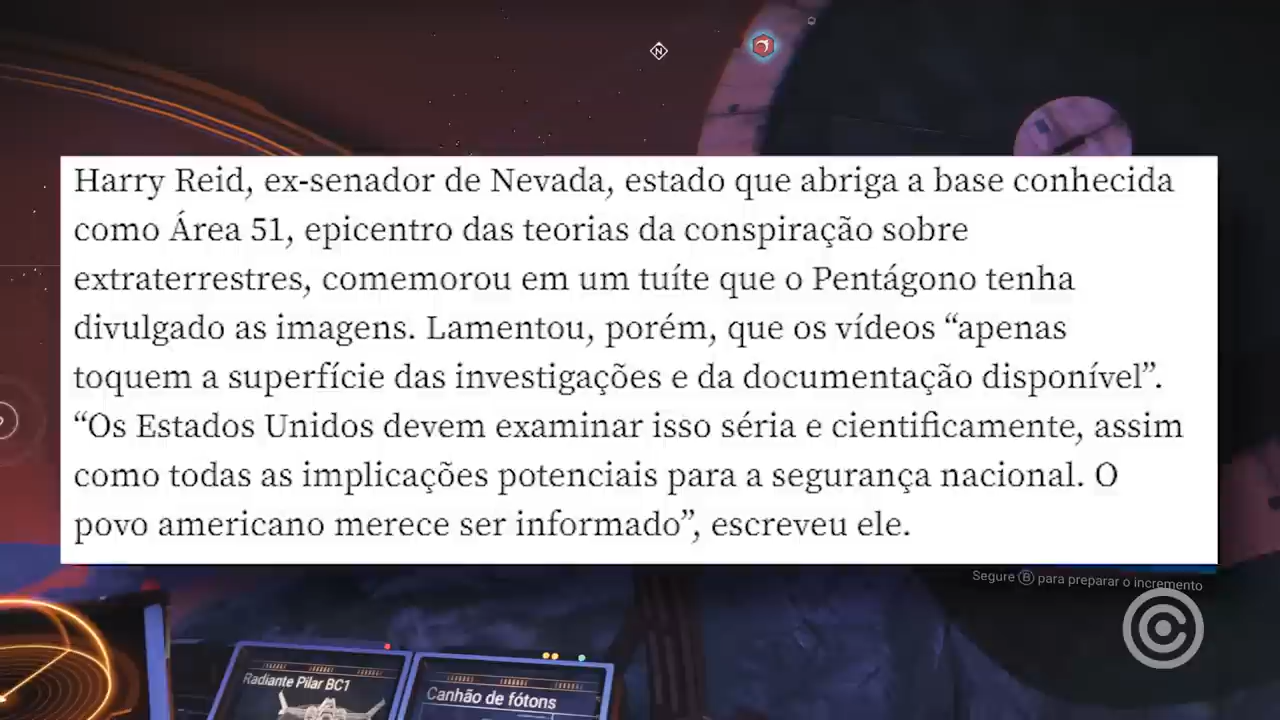 N
Harry Reid, ex-senador de Nevada, estado que abriga a base conhecida
como Área 51, epicentro das teorias da conspiração sobre
extraterrestres, comemorou em um tuíte que o Pentágono tenha
divulgado as imagens. Lamentou, porém, que os vídeos “apenas
toquem a superfície das investigações e da documentação disponível”.
“Os Estados Unidos devem examinar isso séria e cientificamente, assim
como todas as implicações potenciais para a segurança nacional. O
povo americano merece ser informado”, escreveu ele.
Segure B para preparar o incremento
Radiante Pilar BC1
Canhão de fótons